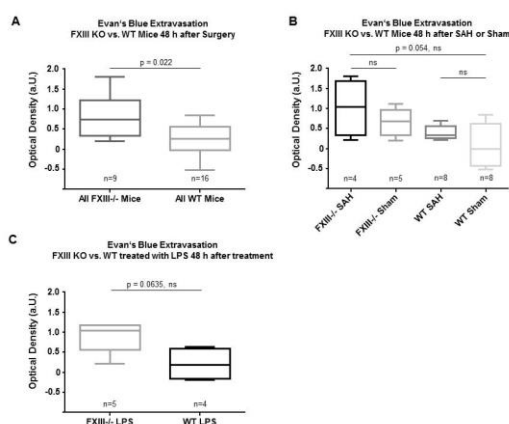 A
Evan's Blue Extravasation
FXIII KO vs. WT Mice 48 h after Surgery
p = 0.022
Optical Density (a.U.)
2.0
1.5
1.0
0.5
0.0
-0.5
n=9
n=16
All FXIII-/- Mice
All WT Mice
B
Evan's Blue Extravasation
FXIII KO vs. WT Mice 48 h after SAH or Sham
p = 0.054, ns
ns
ns
Optical Density (a.U.)
2.0
1.5
1.0
0.5
0.0
-0.5
n=4
n=5
n=8
n=8
FXIII-/- SAH
FXIII-/- Sham
WT SAH
WT Sham
C
Evan's Blue Extravasation
FXIII KO vs. WT treated with LPS 48 h after treatment
p = 0.0635, ns
Optical Density (a.U.)
2.0
1.5
1.0
0.5
0.0
-0.5
n=5
n=4
FXIII-/- LPS
WT LPS